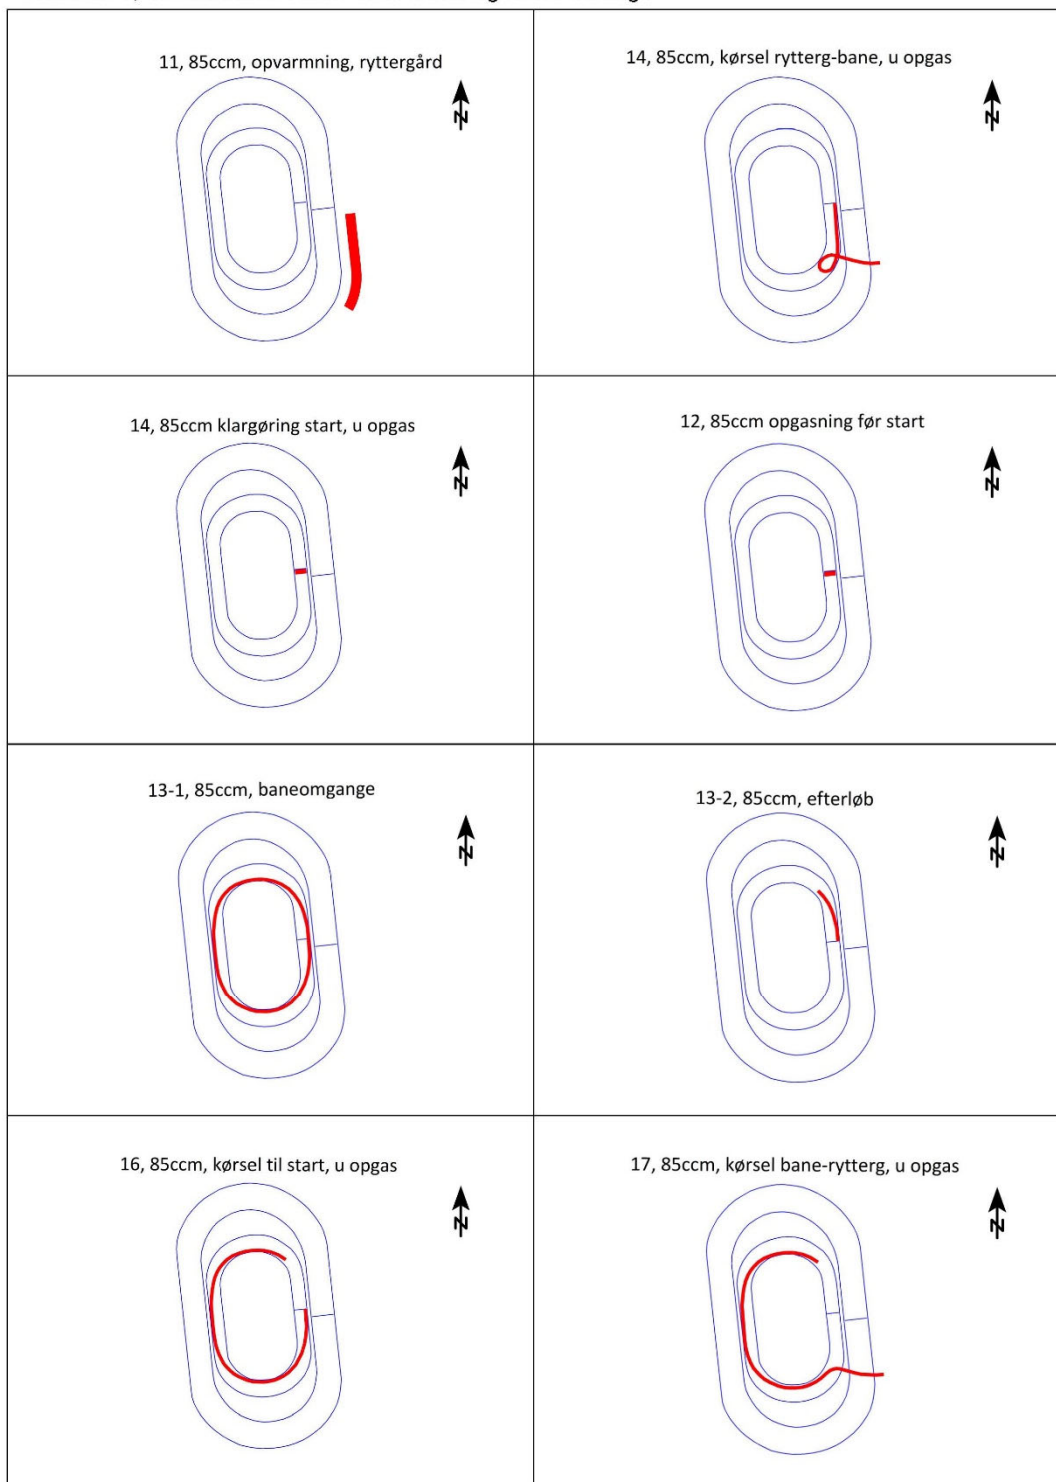 11, 85ccm, opvarmning, ryttergård
14, 85ccm, kørsel rytterg-bane, u opgas
N
N
14, 85ccm klargøring start, u opgas
12, 85ccm opgasning før start
N
N
13-1, 85ccm, baneomgange
13-2, 85ccm, efterløb
N
N
16, 85ccm, kørsel til start, u opgas
17, 85ccm, kørsel bane-rytterg, u opgas
N
N